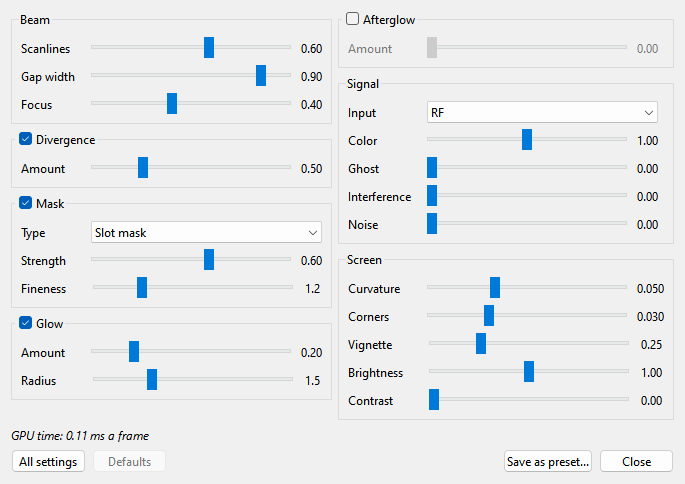 Beam
Scanlines 0.60
Gap width 0.90
Focus 0.40
Divergence
Amount 0.50
Mask
Type Slot mask
Strength 0.60
Fineness 1.2
Glow
Amount 0.20
Radius 1.5
Afterglow
Amount 0.00
Signal
Input RF
Color 1.00
Ghost 0.00
Interference 0.00
Noise 0.00
Screen
Curvature 0.050
Corners 0.030
Vignette 0.25
Brightness 1.00
Contrast 0.00
GPU time: 0.11 ms a frame
All settings Defaults Save as preset... Close